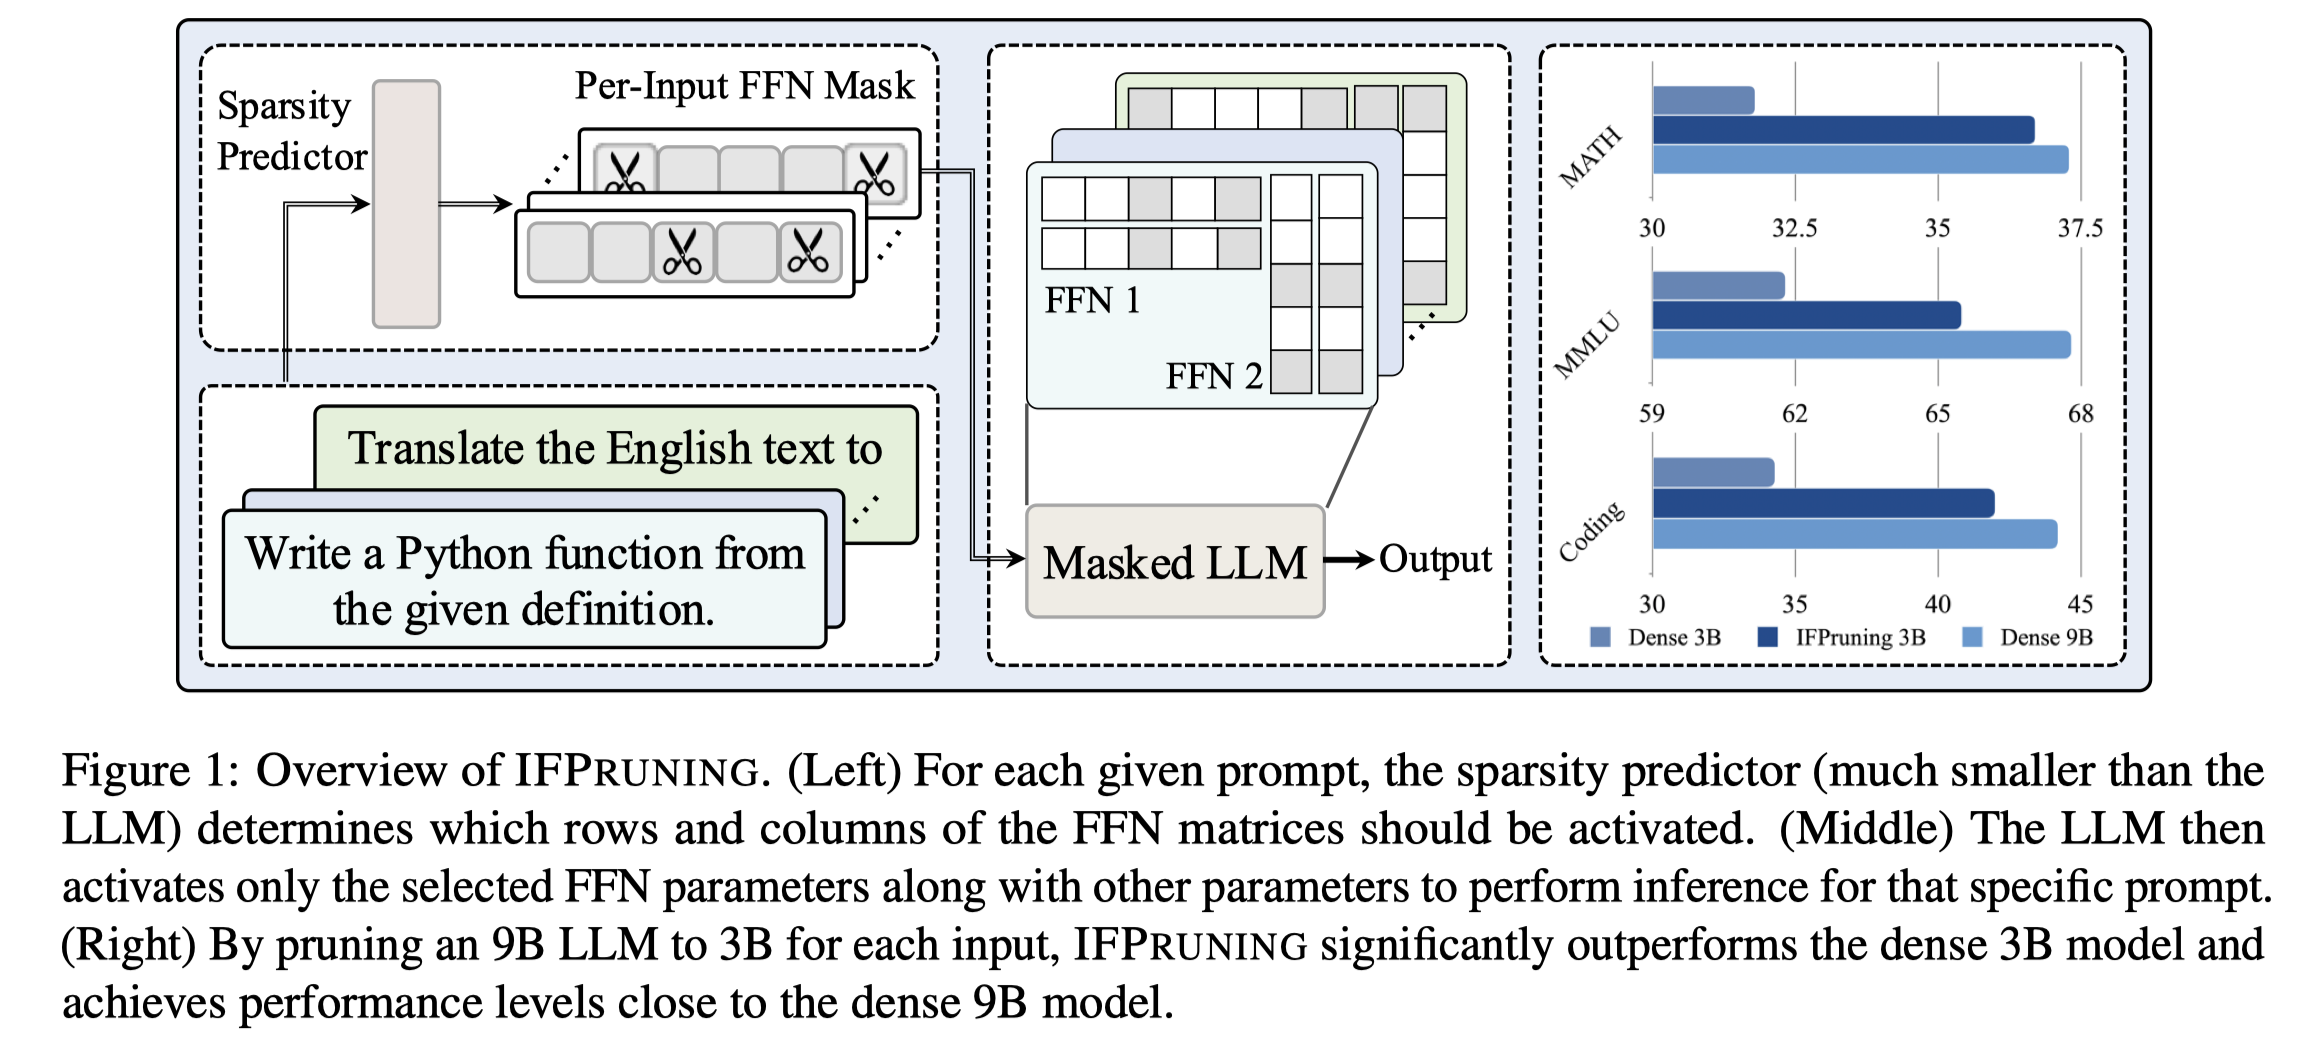 Sparsity
Predictor
Per-Input FFN Mask
Translate the English text to
Write a Python function from
the given definition.
FFN 1
FFN 2
Masked LLM
Output
MATH
30 32.5 35 37.5
MMLU
59 62 65 68
Coding
30 35 40 45
Dense 3B IFPruning 3B Dense 9B
Figure 1: Overview of IFPRUNING. (Left) For each given prompt, the sparsity predictor (much smaller than the
LLM) determines which rows and columns of the FFN matrices should be activated. (Middle) The LLM then
activates only the selected FFN parameters along with other parameters to perform inference for that specific prompt.
(Right) By pruning an 9B LLM to 3B for each input, IFPRUNING significantly outperforms the dense 3B model and
achieves performance levels close to the dense 9B model.